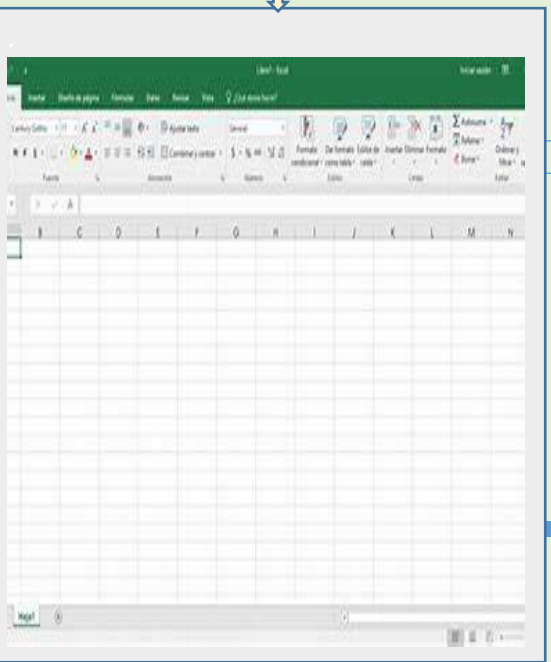 Libro1 - Excel Iniciar sesión
Insertar Diseño de página Fórmulas Datos Revisar Vista ¿Qué desea hacer?
Century Gothic 11 Ajustar texto General Formato Dar formato Estilos de Insertar Eliminar Formato Autosuma Ordenar y
N K S Combinar y centrar $ % condicional como tabla celda Rellenar filtrar
Borrar
Fuente Alineación Número Estilos Celdas Editar
B C D E F G H I J K L M N
Hoja1